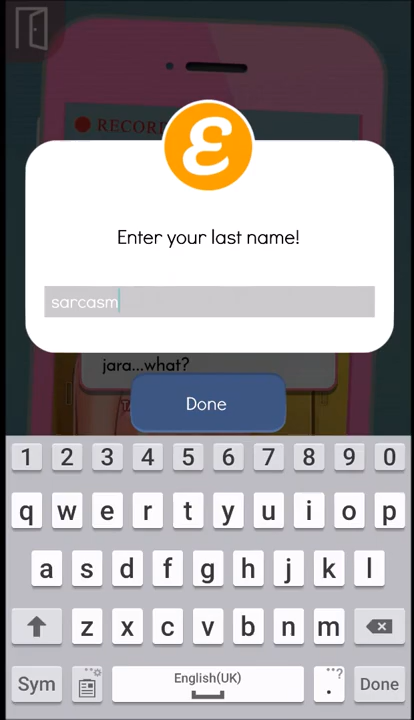 RECOR
ε
Enter your last name!
sarcasm
jara...what?
Done
1 2 3 4 5 6 7 8 9 0
q w e r t y u i o p
a s d f g h j k l
z x c v b n m
Sym English(UK) . Done